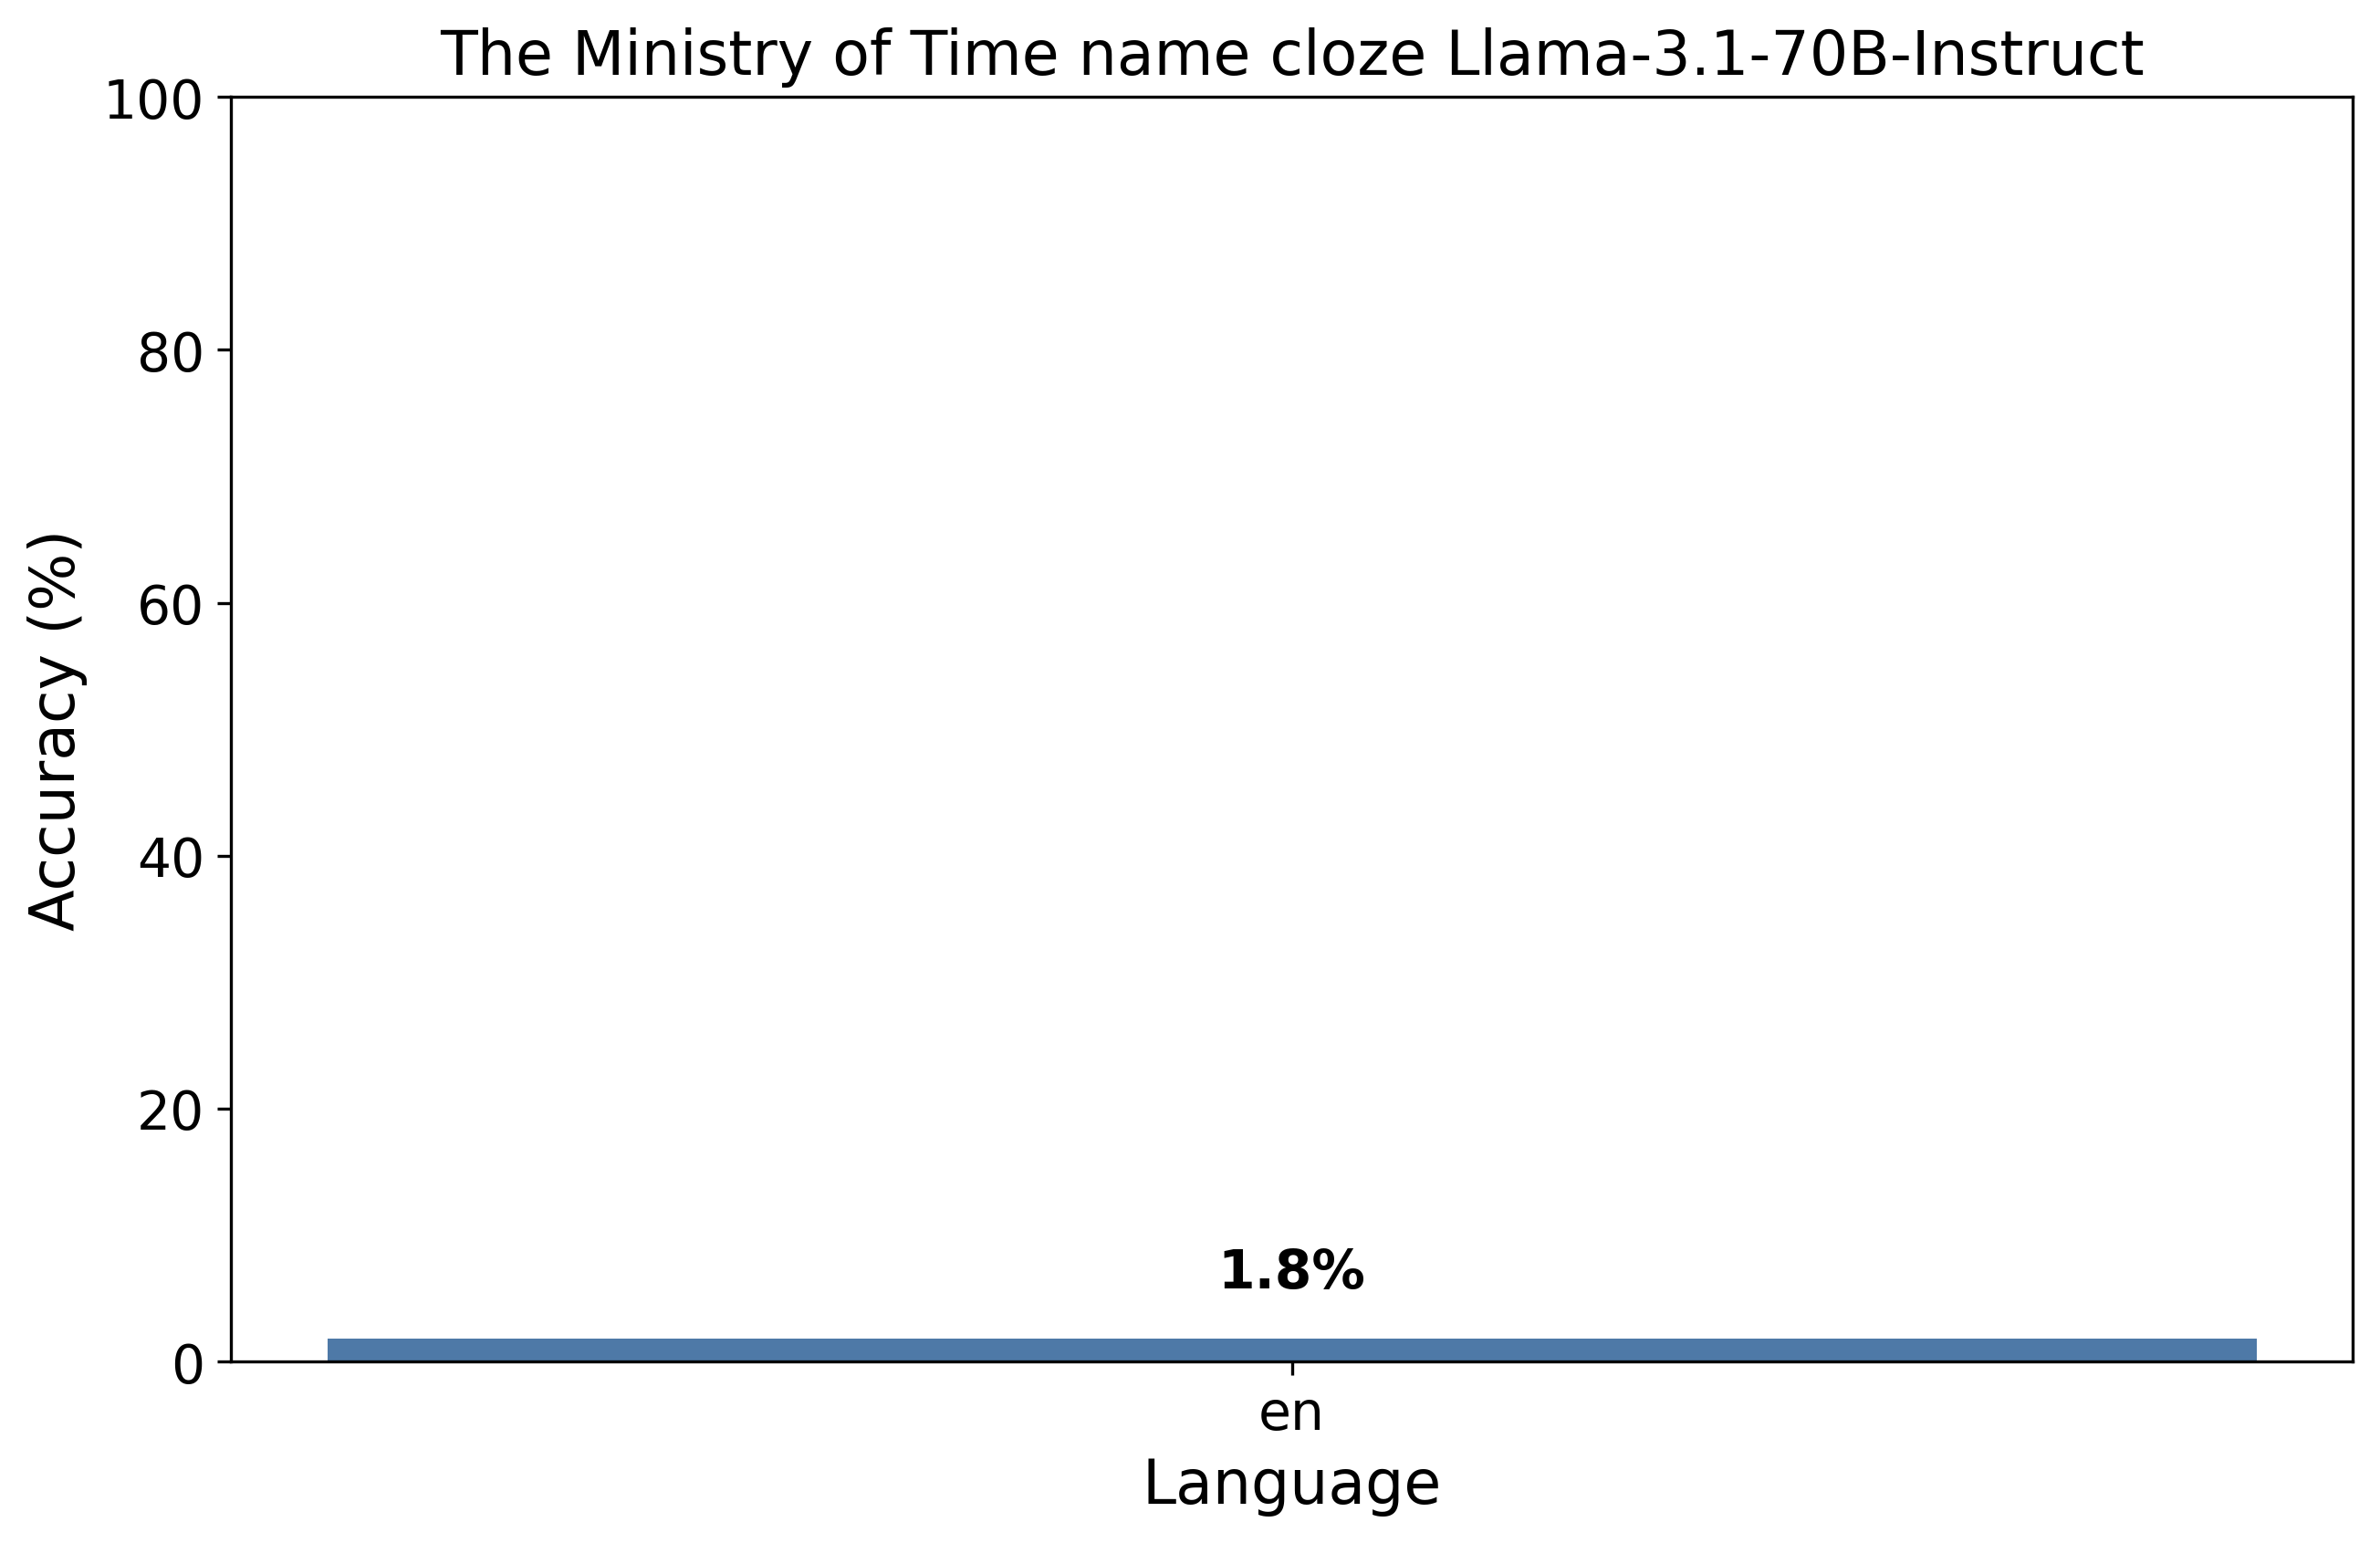 The Ministry of Time name cloze Llama-3.1-70B-Instruct
100
80
60
40
20
0
Accuracy (%)
1.8%
en
Language